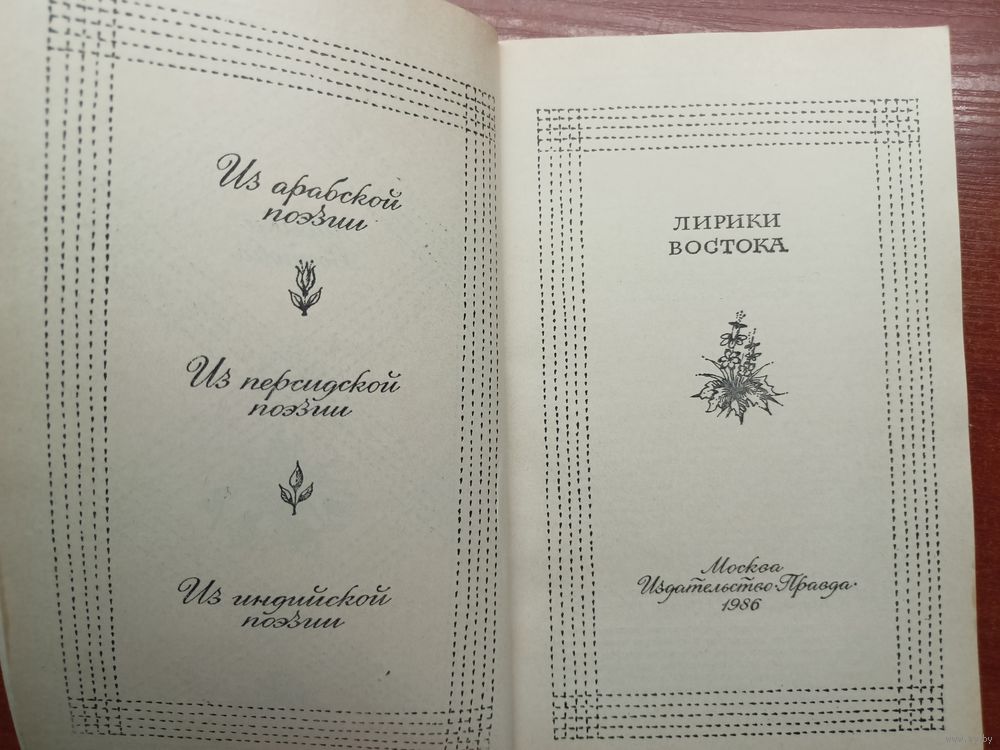 Из арабской
поэзии
Из персидской
поэзии
Из индийской
поэзии
ЛИРИКИ
ВОСТОКА
Москва
Издательство·Правда·
1986